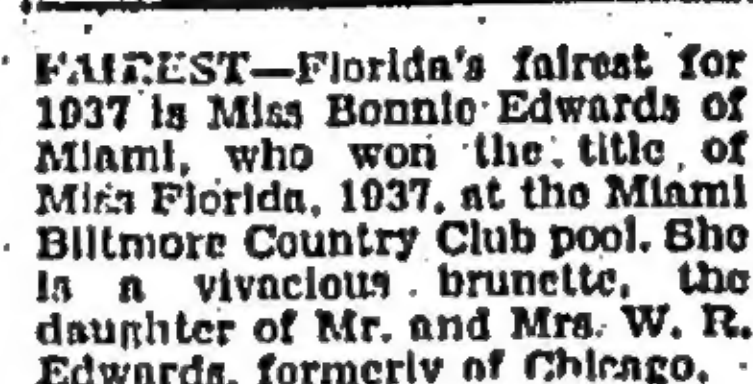 FAIREST—Florida's fairest for
1937 is Miss Bonnie Edwards of
Miami, who won the title of
Miss Florida, 1937, at the Miami
Biltmore Country Club pool. She
is a vivacious brunette, the
daughter of Mr. and Mrs. W. R.
Edwards, formerly of Chicago.